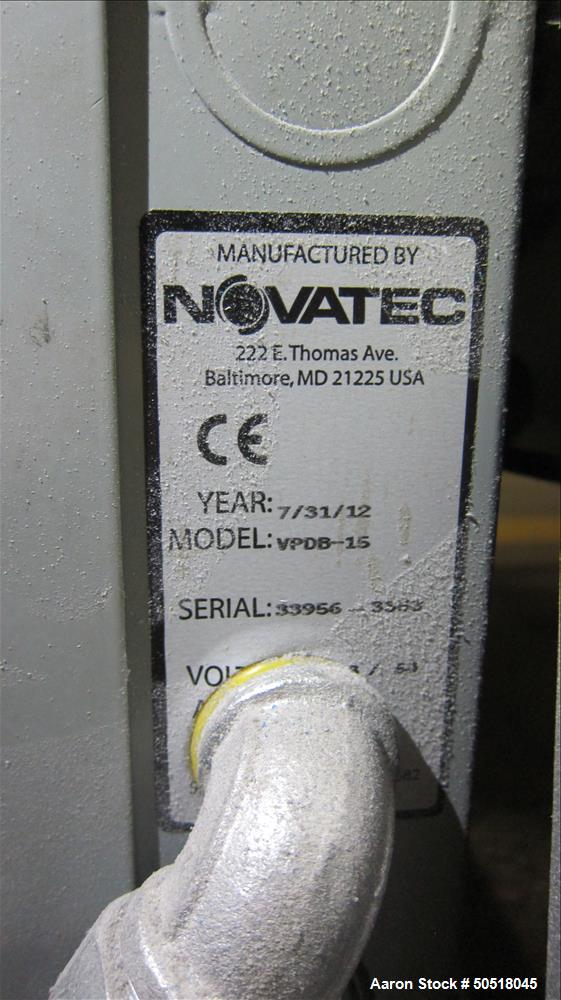 MANUFACTURED BY
NOVATEC
222 E. Thomas Ave.
Baltimore, MD 21225 USA
CE
YEAR: 7/31/12
MODEL: VPDB-15
SERIAL: 33956 - 3583
Aaron Stock # 50518045